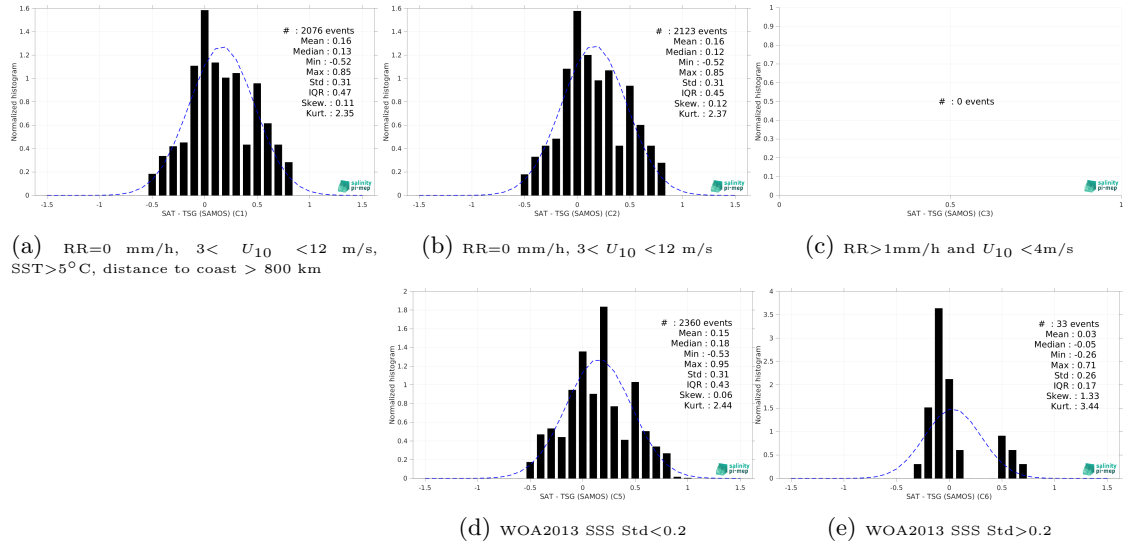 1.6
1.4
1.2
1
0.8
0.6
0.4
0.2
0
Normalized histogram
# : 2076 events
Mean : 0.16
Median : 0.13
Min : -0.52
Max : 0.85
Std : 0.31
IQR : 0.47
Skew. : 0.11
Kurt. : 2.35
salinity
pi-mep
-1.5 -1 -0.5 0 0.5 1 1.5
SAT - TSG (SAMOS) (C1)
(a) RR=0 mm/h, 3< U10 <12 m/s,
SST>5°C, distance to coast > 800 km
1.6
1.4
1.2
1
0.8
0.6
0.4
0.2
0
Normalized histogram
# : 2123 events
Mean : 0.16
Median : 0.12
Min : -0.52
Max : 0.85
Std : 0.31
IQR : 0.45
Skew. : 0.12
Kurt. : 2.37
salinity
pi-mep
-1.5 -1 -0.5 0 0.5 1 1.5
SAT - TSG (SAMOS) (C2)
(b) RR=0 mm/h, 3< U10 <12 m/s
1
0.9
0.8
0.7
0.6
0.5
0.4
0.3
0.2
0.1
0
Normalized histogram
# : 0 events
salinity
pi-mep
0 0.5 1
SAT - TSG (SAMOS) (C3)
(c) RR>1mm/h and U10 <4m/s
2
1.8
1.6
1.4
1.2
1
0.8
0.6
0.4
0.2
0
Normalized histogram
# : 2360 events
Mean : 0.15
Median : 0.18
Min : -0.53
Max : 0.95
Std : 0.31
IQR : 0.43
Skew. : 0.06
Kurt. : 2.44
salinity
pi-mep
-1.5 -1 -0.5 0 0.5 1 1.5
SAT - TSG (SAMOS) (C5)
(d) WOA2013 SSS Std<0.2
4
3.5
3
2.5
2
1.5
1
0.5
0
Normalized histogram
# : 33 events
Mean : 0.03
Median : -0.05
Min : -0.26
Max : 0.71
Std : 0.26
IQR : 0.17
Skew. : 1.33
Kurt. : 3.44
salinity
pi-mep
-1.5 -1 -0.5 0 0.5 1 1.5
SAT - TSG (SAMOS) (C6)
(e) WOA2013 SSS Std>0.2